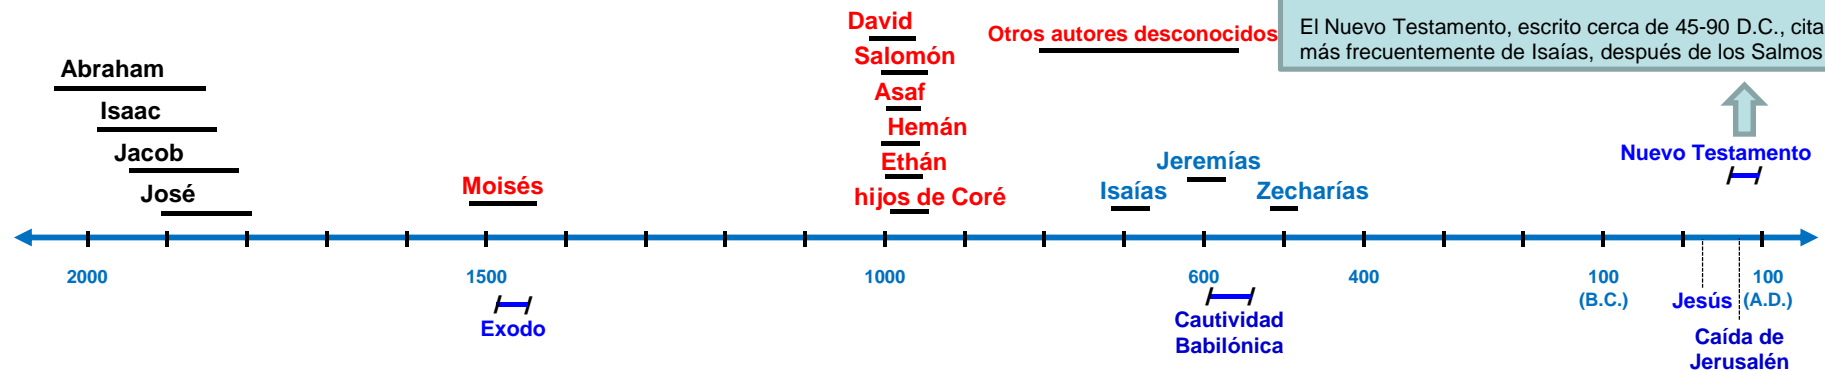 El Nuevo Testamento, escrito cerca de 45-90 D.C., cita
más frecuentemente de Isaías, después de los Salmos
David
Otros autores desconocidos
Salomón
Abraham
Asaf
Isaac
Hemán
Jacob
Ethán
Jeremías
Nuevo Testamento
José
Moisés
hijos de Coré
Isaías
Zecharías
2000
1500
1000
600
400
100
(B.C.)
100
(A.D.)
Jesús
Exodo
Cautividad
Babilónica
Caída de
Jerusalén